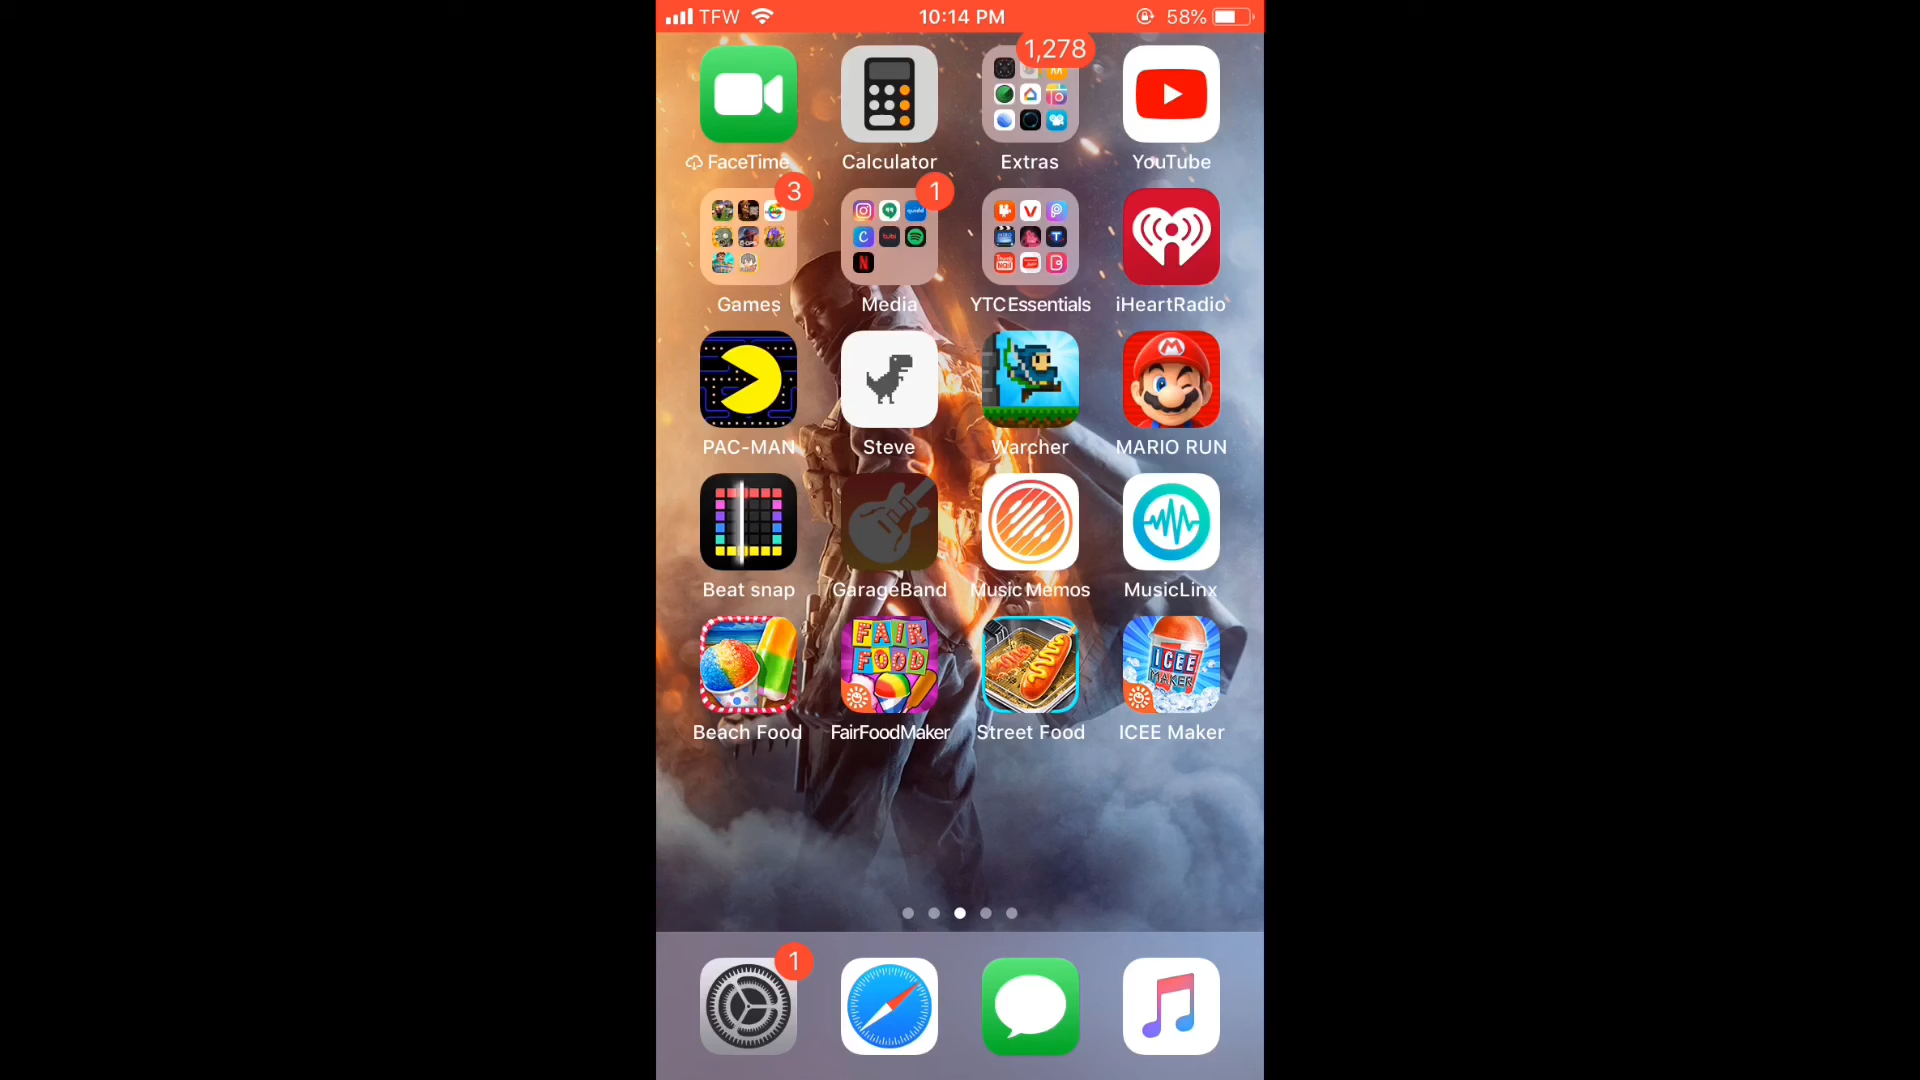 TFW 10:14 PM 58%
1,278
FaceTime Calculator Extras YouTube
3 1
Games Media YTC Essentials iHeartRadio
PAC-MAN Steve Warcher MARIO RUN
Beat snap GarageBand Music Memos MusicLinx
FAIR FOOD ICEE MAKER
Beach Food FairFoodMaker Street Food ICEE Maker
1